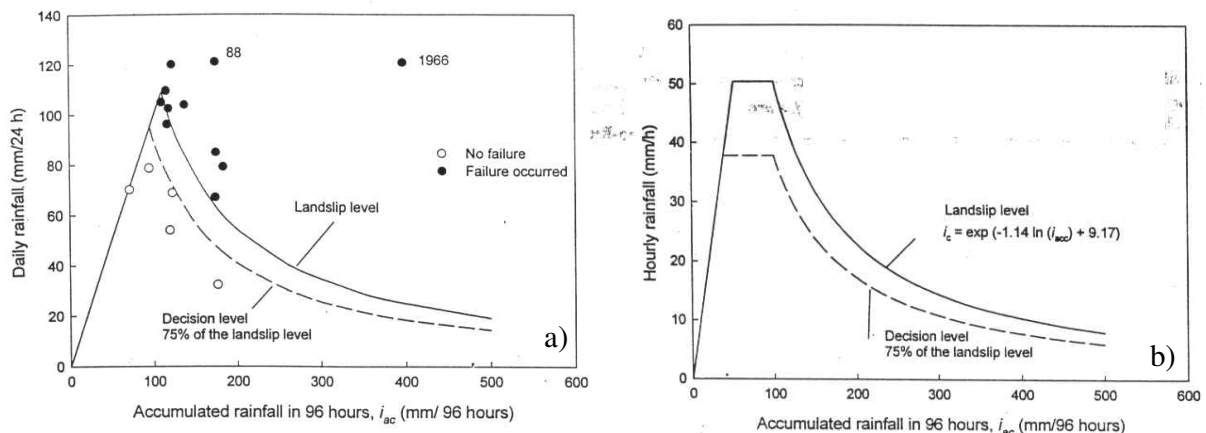 140
120
100
80
60
40
20
0
Daily rainfall (mm/24 h)
88
1966
No failure
Failure occurred
Landslip level
Decision level
75% of the landslip level
a)
0 100 200 300 400 500 600
Accumulated rainfall in 96 hours, iac (mm/ 96 hours)
60
50
40
30
20
10
0
Hourly rainfall (mm/h)
Landslip level
ic = exp (-1.14 ln (iacc) + 9.17)
Decision level
75% of the landslip level
b)
0 100 200 300 400 500 600
Accumulated rainfall in 96 hours, iac (mm/96 hours)